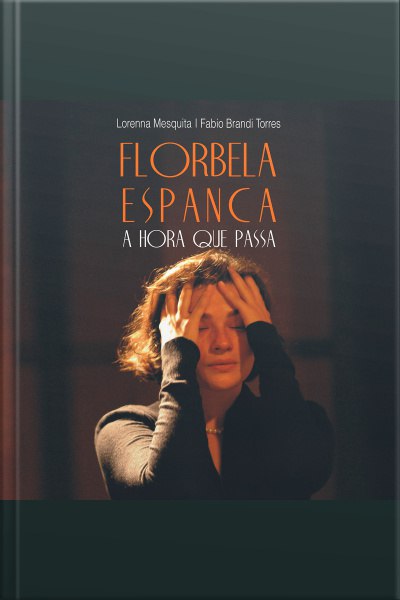 Lorenna Mesquita | Fabio Brandi Torres
FLORBELA
ESPANCA
A HORA QUE PASSA